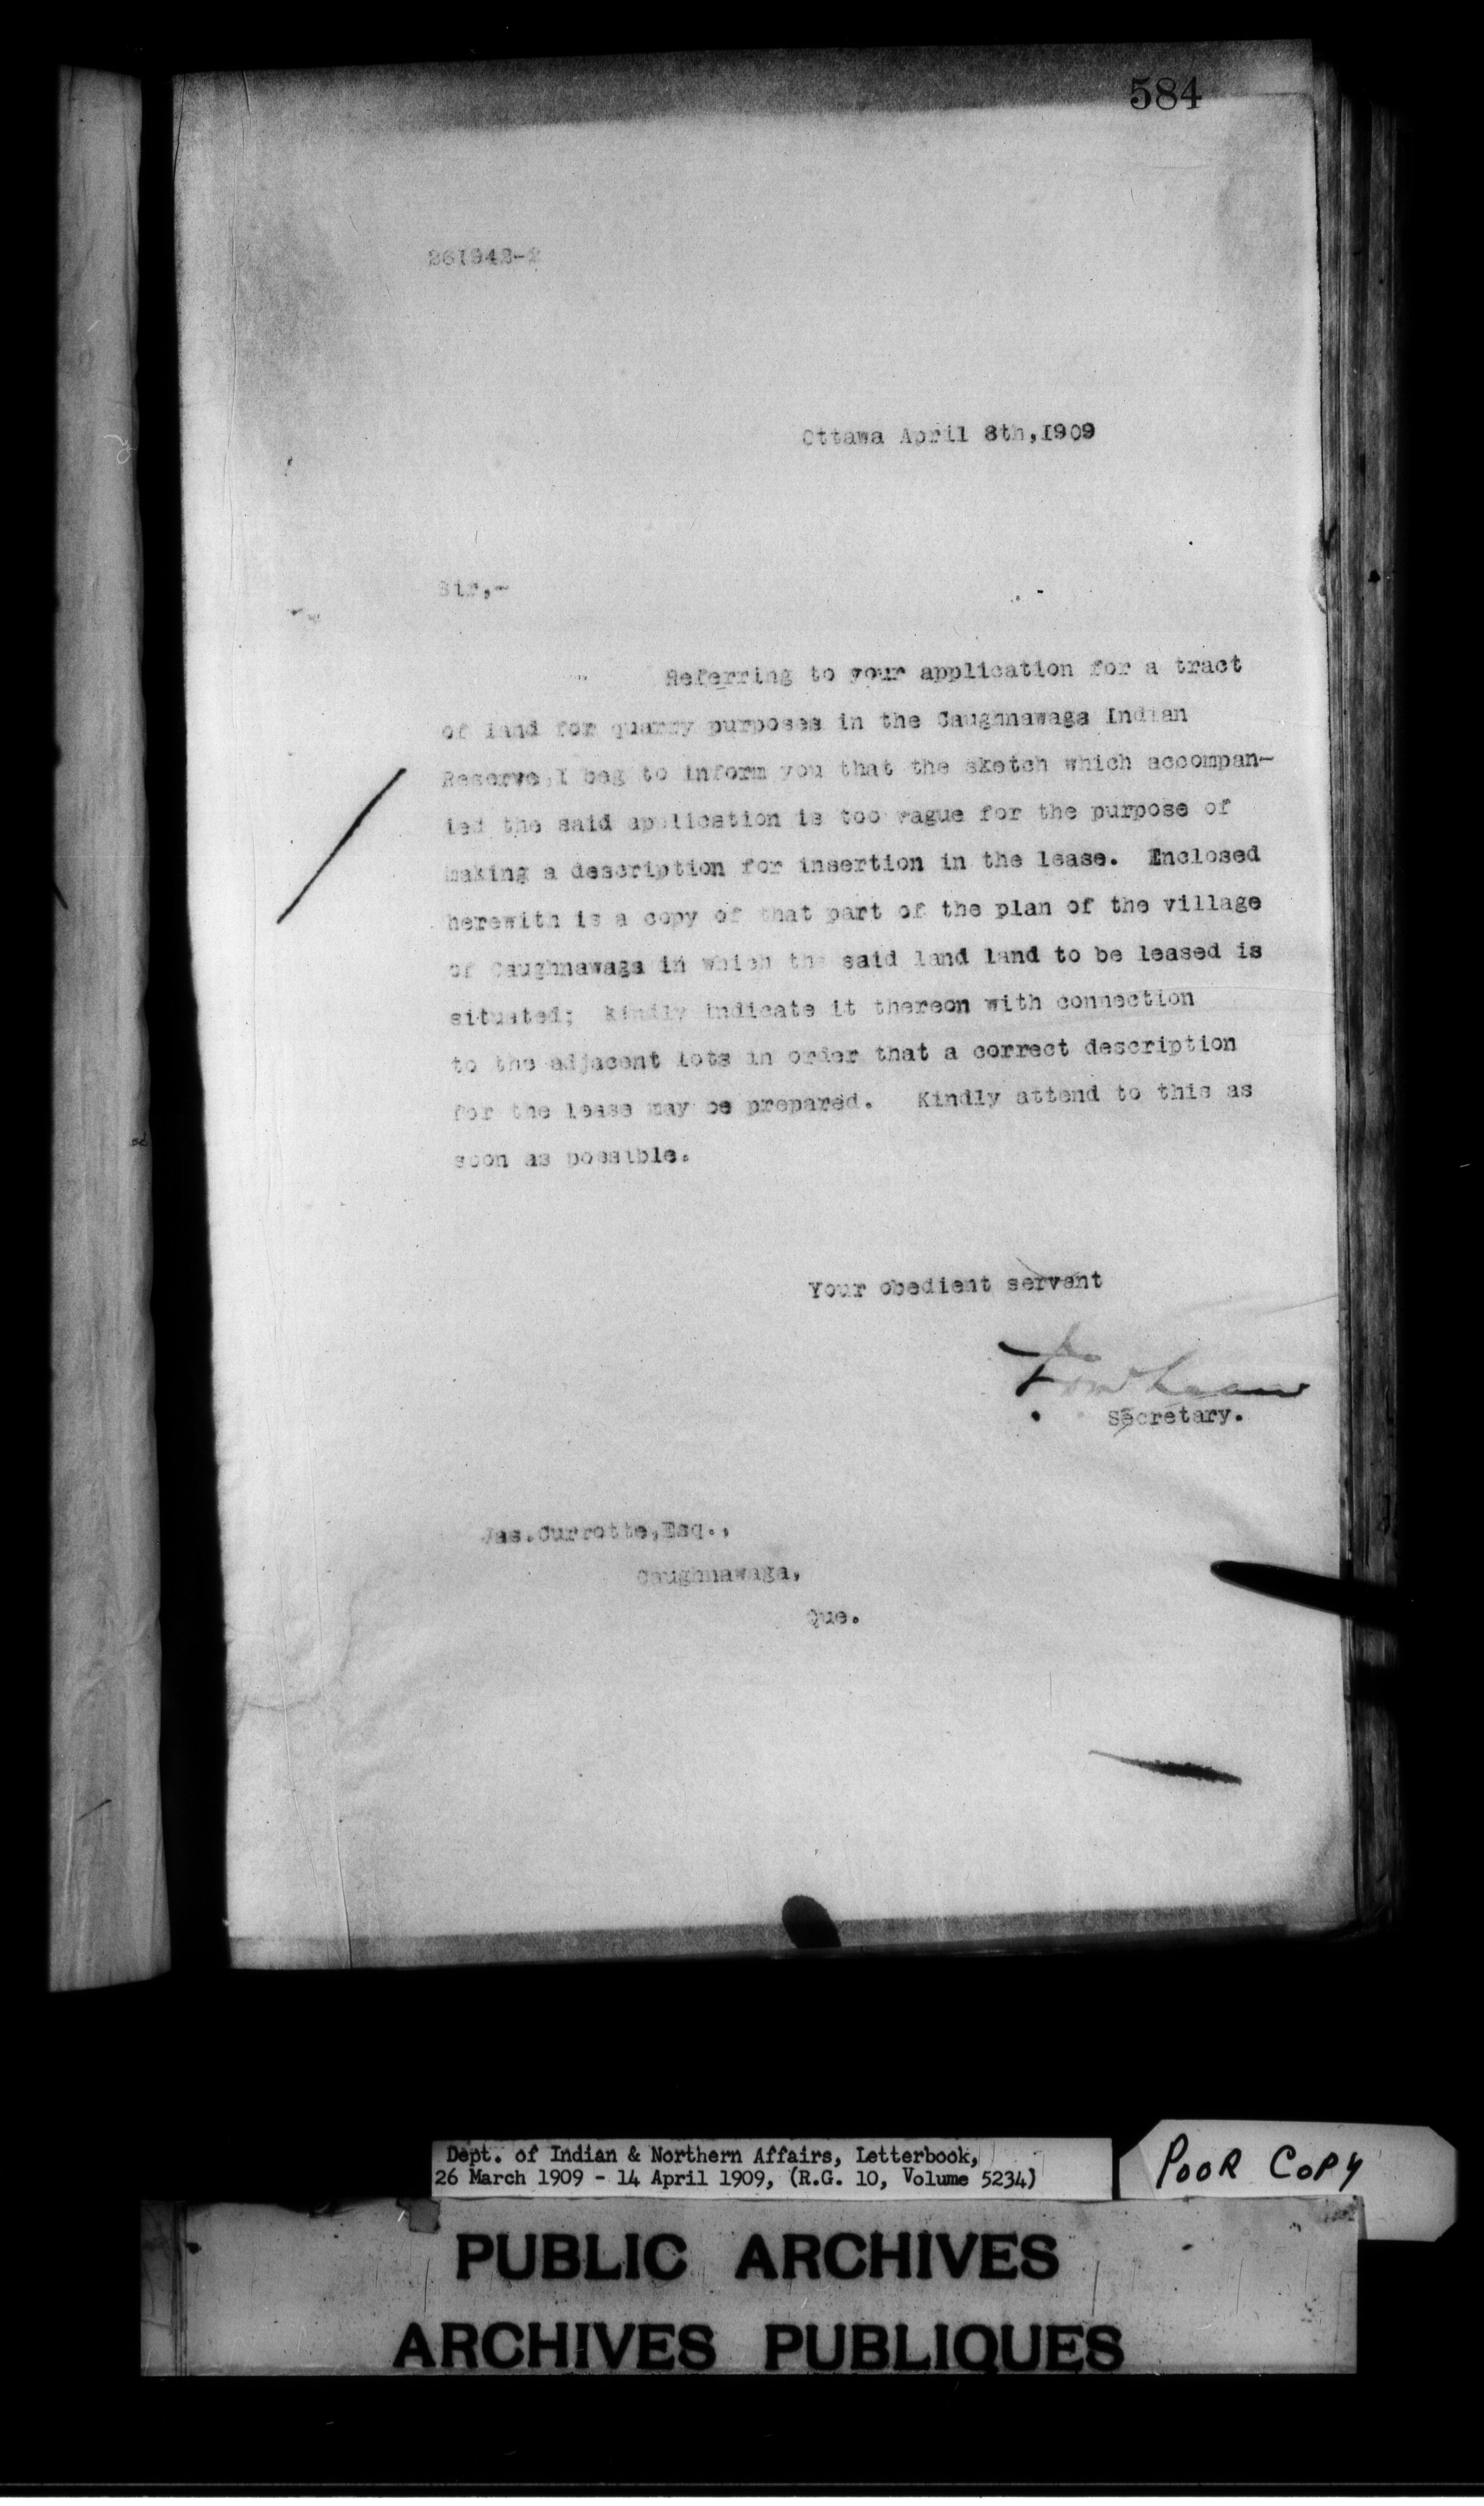 584
261942-2
Ottawa April 8th,1909
Sir,-
Referring to your application for a tract
of land for quarry purposes in the Caughnawaga Indian
Reserve,I beg to inform you that the sketch which accompan-
ied the said application is too vague for the purpose of
making a description for insertion in the lease. Enclosed
herewith is a copy of that part of the plan of the village
of Caughnawaga in which the said land land to be leased is
situated; kindly indicate it thereon with connection
to the adjacent lots in order that a correct description
for the lease may be prepared. Kindly attend to this as
soon as possible.
Your obedient servant
Secretary.
Jas.Currotte,Esq.,
Caughnawaga,
Que.
Dept. of Indian & Northern Affairs, Letterbook,
26 March 1909 - 14 April 1909, (R.G. 10, Volume 5234)
POOR COPY
PUBLIC ARCHIVES
ARCHIVES PUBLIQUES